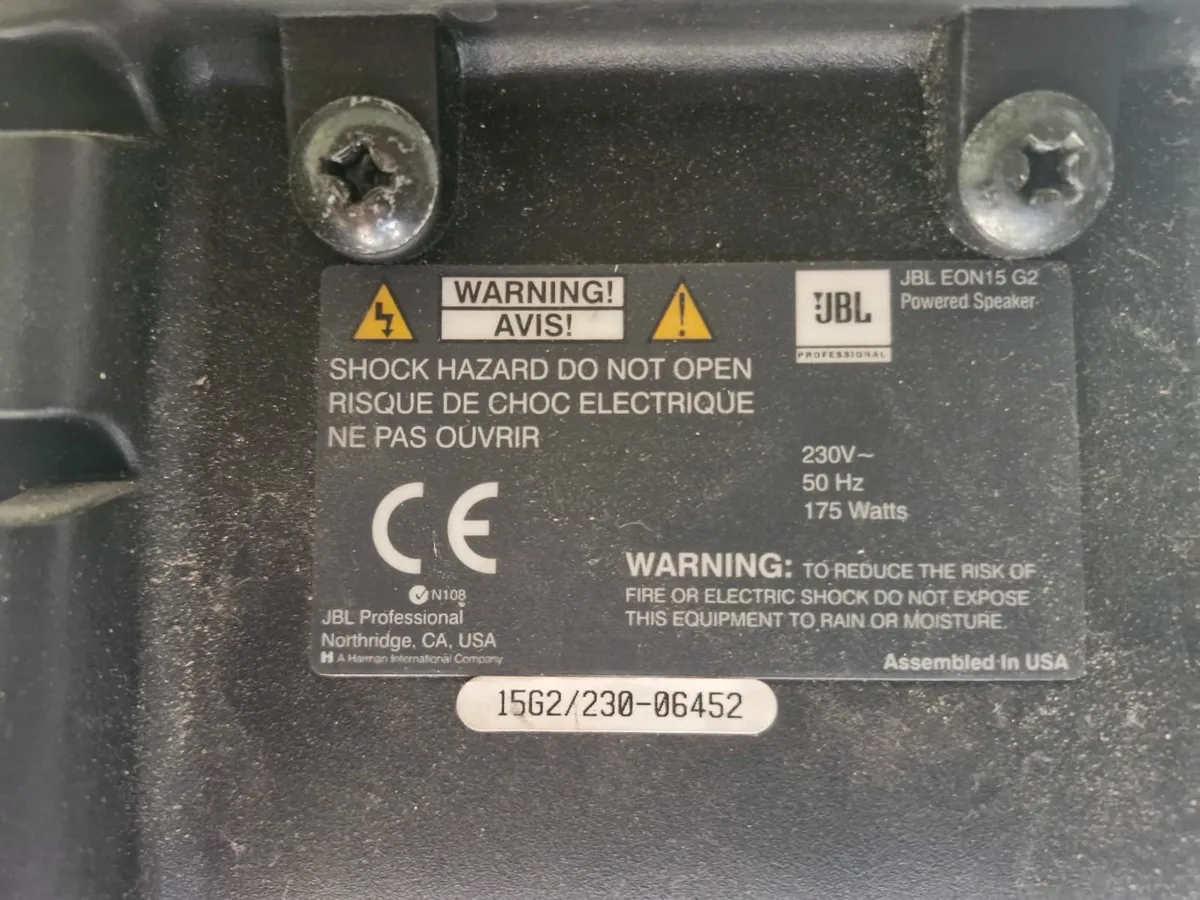 WARNING!
AVIS!
SHOCK HAZARD DO NOT OPEN
RISQUE DE CHOC ELECTRIQUE
NE PAS OUVRIR
JBL
PROFESSIONAL
JBL EON15 G2
Powered Speaker
230V~
50 Hz
175 Watts
CE
N108
JBL Professional
Northridge, CA, USA
H A Harman International Company
WARNING: TO REDUCE THE RISK OF
FIRE OR ELECTRIC SHOCK DO NOT EXPOSE
THIS EQUIPMENT TO RAIN OR MOISTURE.
Assembled In USA
15G2/230-06452